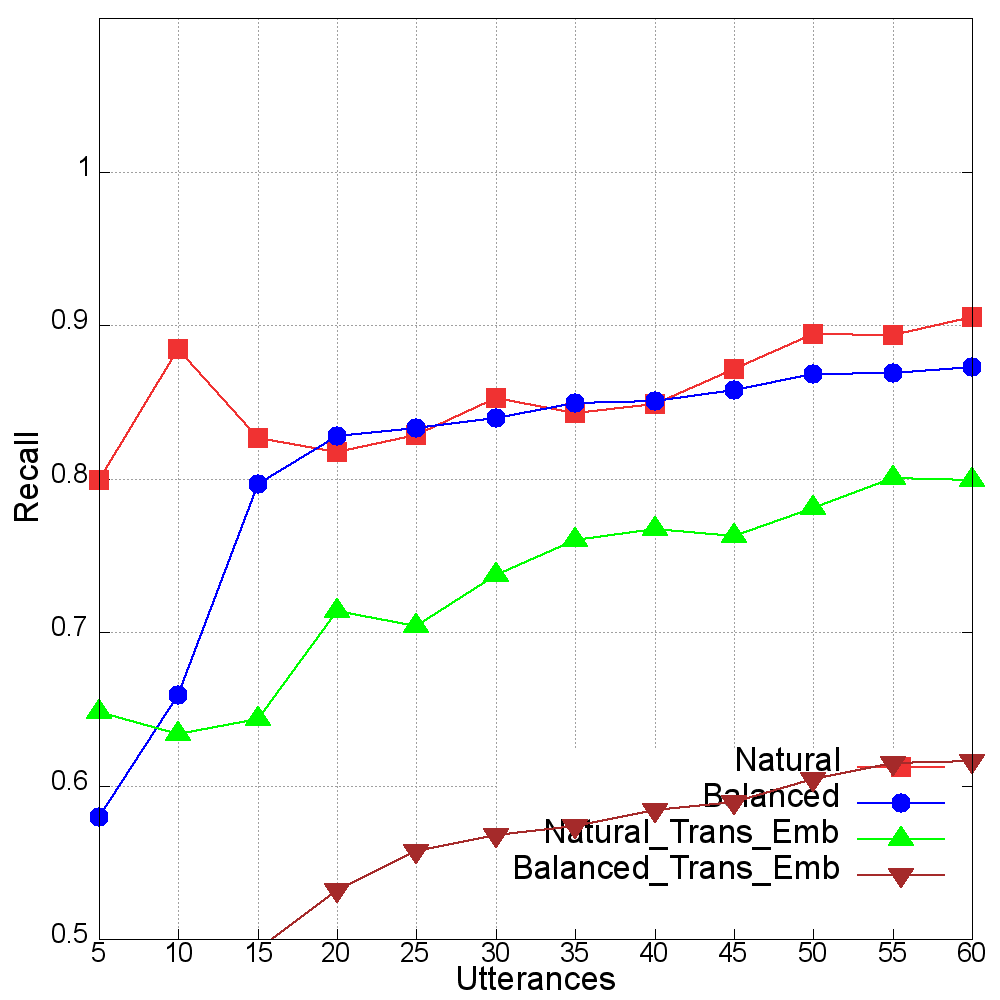 1
0.9
0.8
0.7
0.6
0.5
Recall
5 10 15 20 25 30 35 40 45 50 55 60
Utterances
Natural
Balanced
Natural_Trans_Emb
Balanced_Trans_Emb